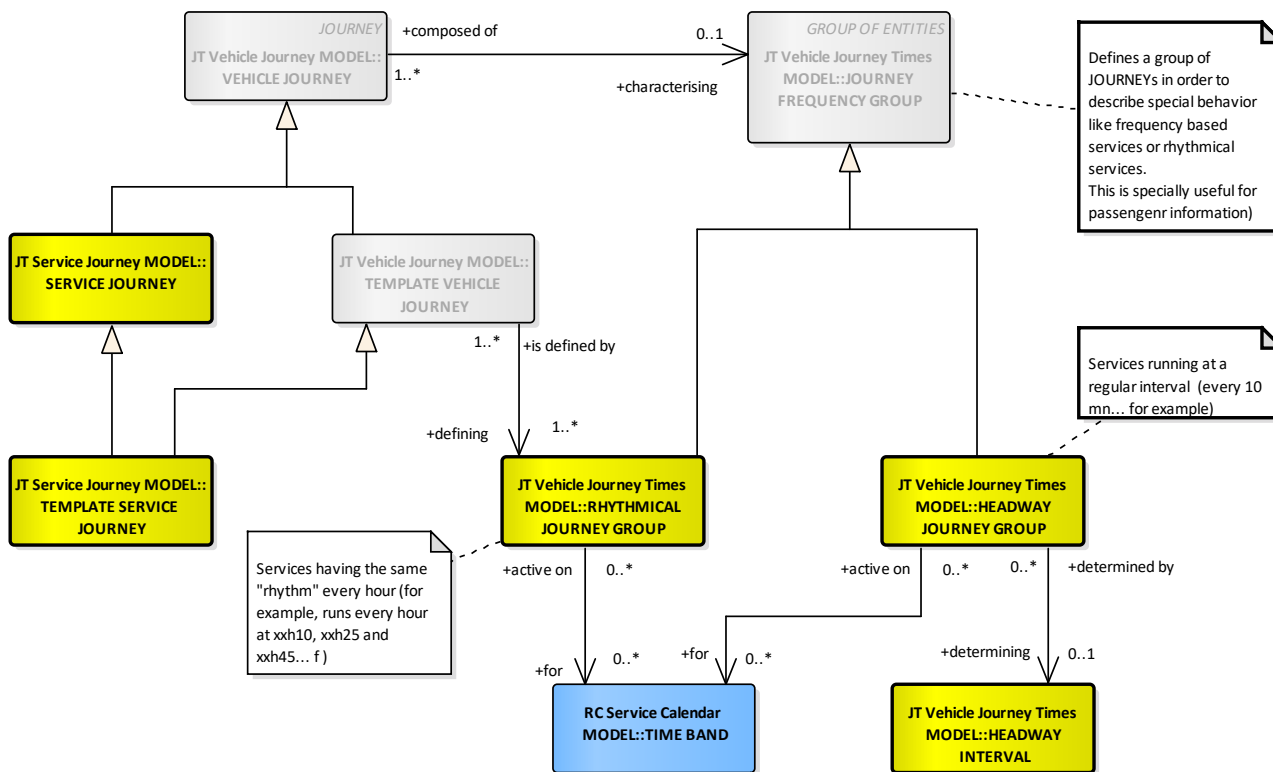 JOURNEY
JT Vehicle Journey MODEL::
VEHICLE JOURNEY
+composed of
1..*
0..1
+characterising
GROUP OF ENTITIES
JT Vehicle Journey Times
MODEL::JOURNEY
FREQUENCY GROUP
Defines a group of
JOURNEYs in order to
describe special behavior
like frequency based
services or rhythmical
services.
This is specially useful for
passengenr information)
JT Service Journey MODEL::
SERVICE JOURNEY
JT Vehicle Journey MODEL::
TEMPLATE VEHICLE
JOURNEY
1..*
+is defined by
+defining
1..*
Services running at a
regular interval (every 10
mn... for example)
JT Service Journey MODEL::
TEMPLATE SERVICE
JOURNEY
JT Vehicle Journey Times
MODEL::RHYTHMICAL
JOURNEY GROUP
JT Vehicle Journey Times
MODEL::HEADWAY
JOURNEY GROUP
Services having the same
"rhythm" every hour (for
example, runs every hour
at xxh10, xxh25 and
xxh45... f )
+active on
0..*
+active on
0..*
0..*
+determined by
+for
0..*
+for
0..*
+determining
0..1
RC Service Calendar
MODEL::TIME BAND
JT Vehicle Journey Times
MODEL::HEADWAY
INTERVAL